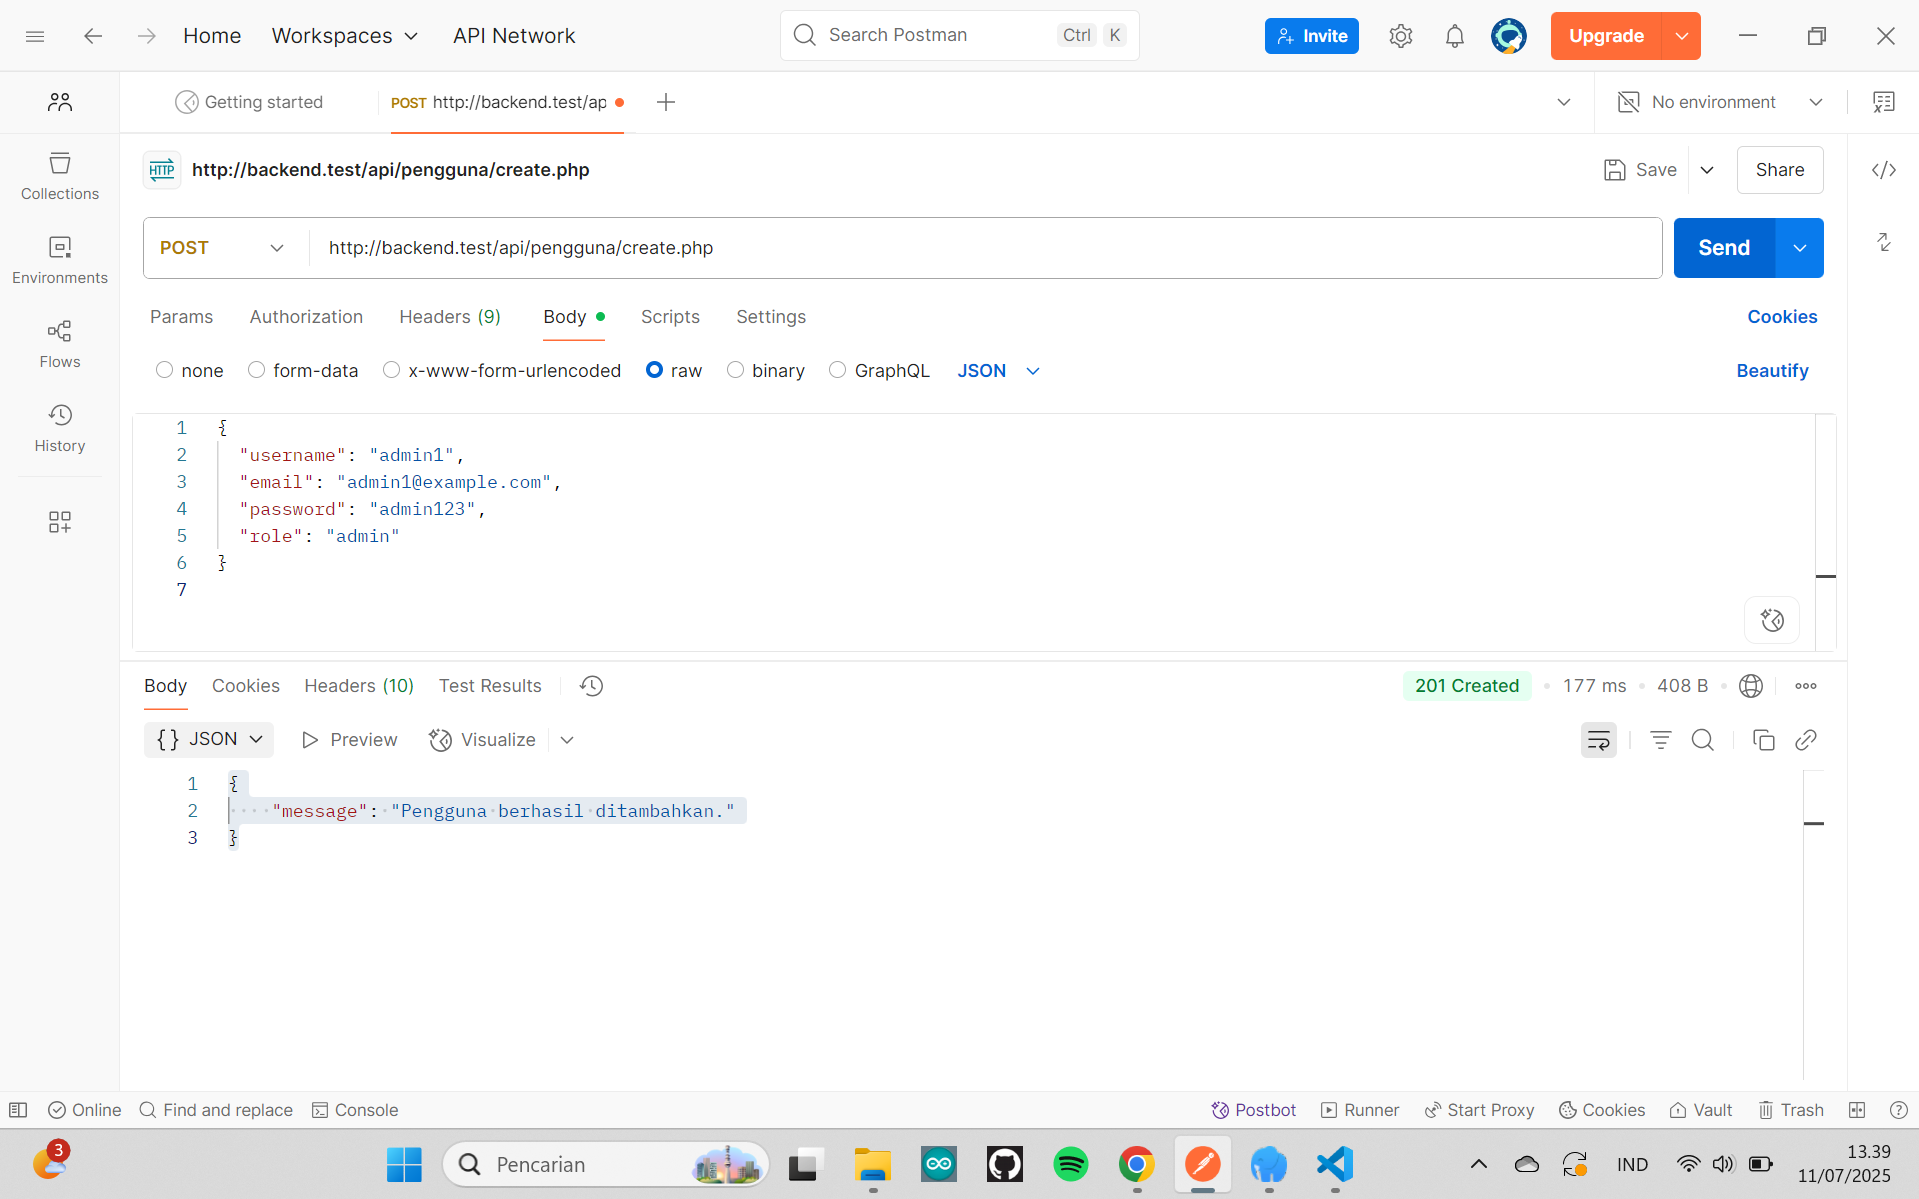 Home Workspaces API Network Search Postman Ctrl K Invite Upgrade
Getting started POST http://backend.test/ap No environment
HTTP http://backend.test/api/pengguna/create.php Save Share
Collections
POST http://backend.test/api/pengguna/create.php Send
Environments
Params Authorization Headers (9) Body Scripts Settings Cookies
Flows
none form-data x-www-form-urlencoded raw binary GraphQL JSON Beautify
History
1 {
2 "username": "admin1",
3 "email": "admin1@example.com",
4 "password": "admin123",
5 "role": "admin"
6 }
7
Body Cookies Headers (10) Test Results 201 Created 177 ms 408 B
{} JSON Preview Visualize
1 {
2 "message": "Pengguna berhasil ditambahkan."
3 }
Online Find and replace Console Postbot Runner Start Proxy Cookies Vault Trash
3 Pencarian IND 13.39
11/07/2025